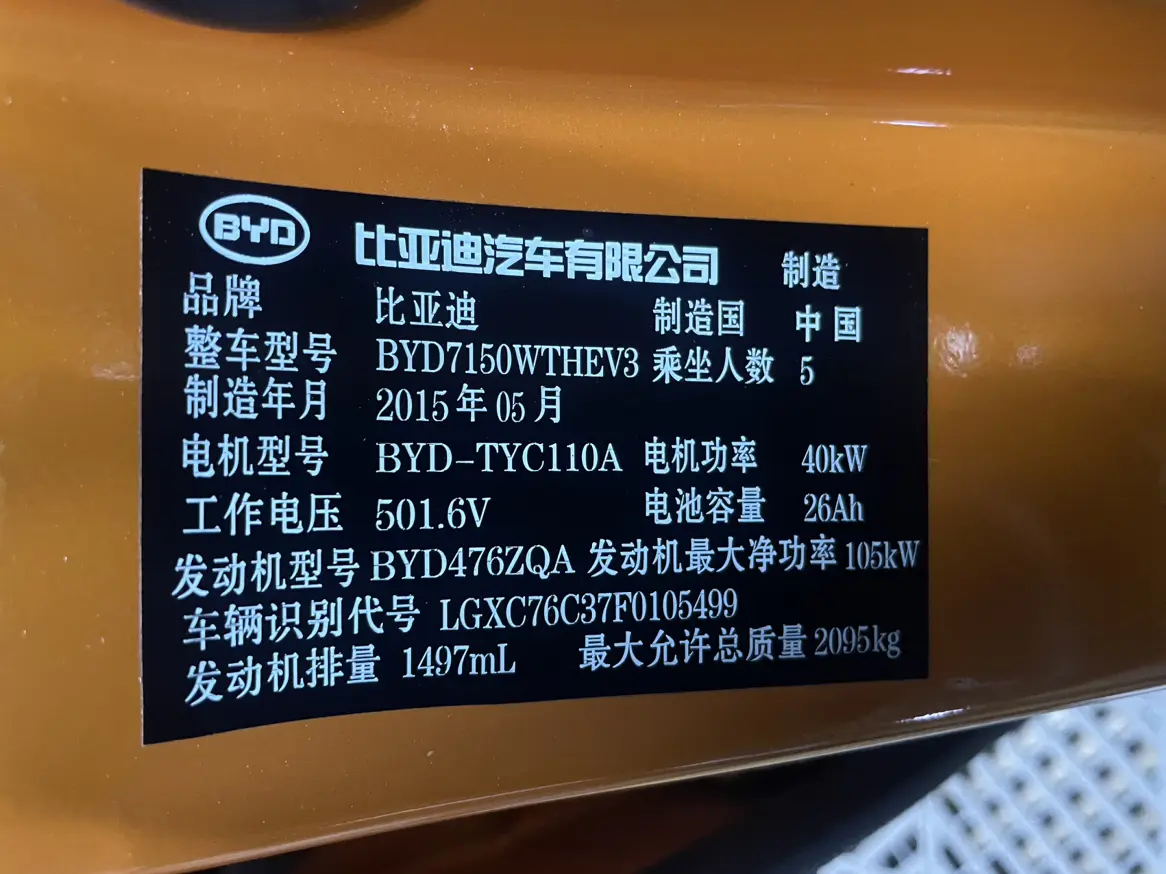 BYD 比亚迪汽车有限公司 制造
品牌 比亚迪 制造国 中国
整车型号 BYD7150WTHEV3 乘坐人数 5
制造年月 2015年05月
电机型号 BYD-TYC110A 电机功率 40kW
工作电压 501.6V 电池容量 26Ah
发动机型号 BYD476ZQA 发动机最大净功率 105kW
车辆识别代号 LGXC76C37F0105499
发动机排量 1497mL 最大允许总质量 2095kg